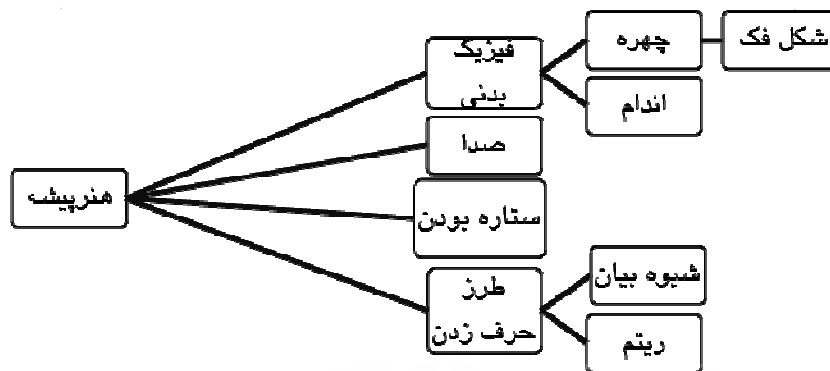 هنرپیشه
فیزیک
بدنی
چهره
شکل فک
اندام
صدا
ستاره بودن
طرز
حرف زدن
شیوه بیان
ریتم